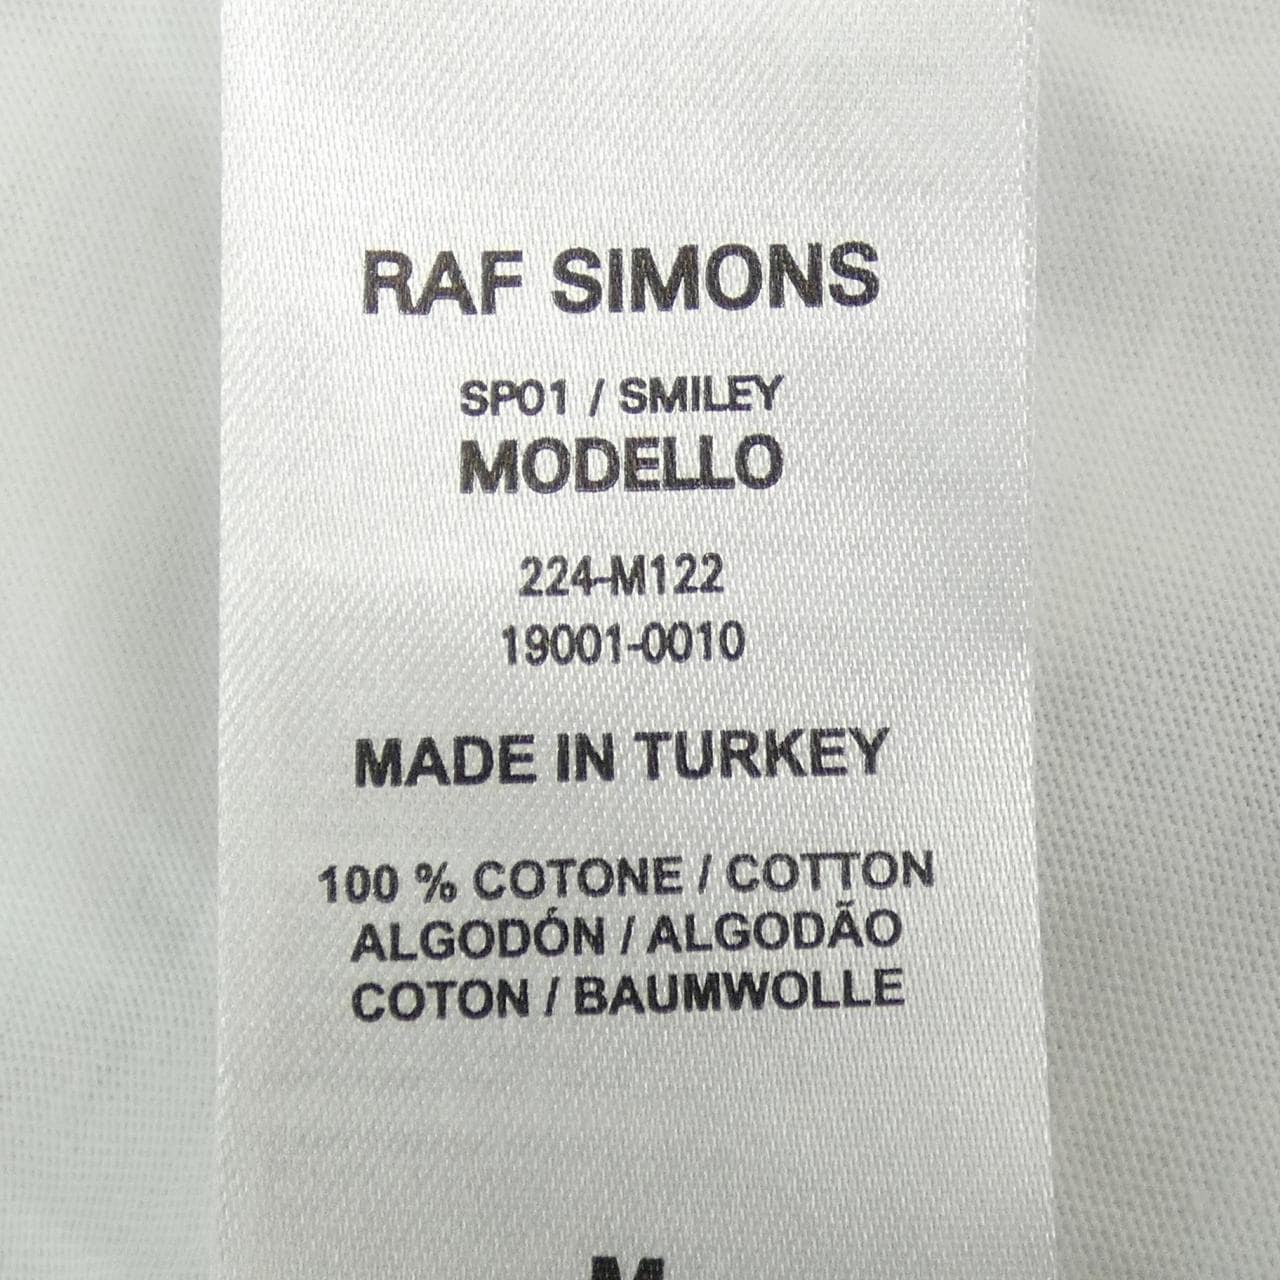 RAF SIMONS
SP01 / SMILEY
MODELLO
224-M122
19001-0010
MADE IN TURKEY
100 % COTONE / COTTON
ALGODÓN / ALGODÃO
COTON / BAUMWOLLE
M